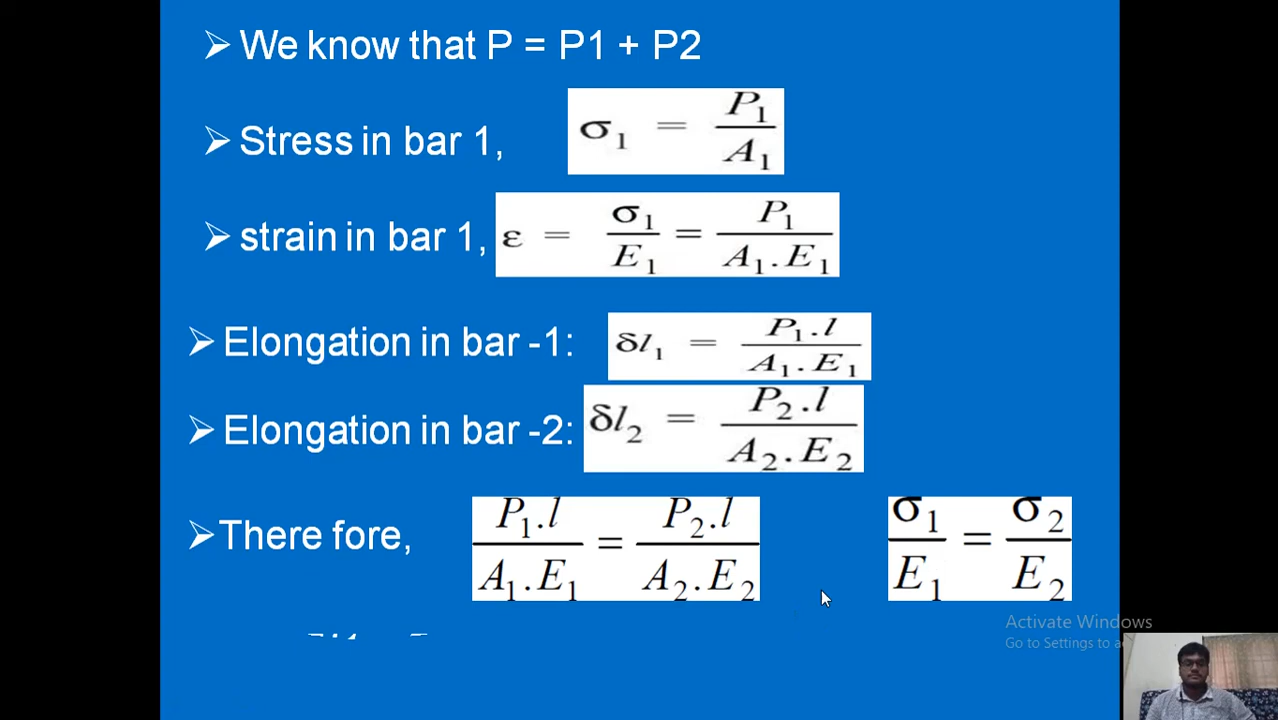 ➢ We know that P = P1 + P2
➢ Stress in bar 1, σ₁ = P₁ / A₁
➢ strain in bar 1, ε = σ₁ / E₁ = P₁ / A₁.E₁
➢ Elongation in bar -1: δl₁ = P₁.l / A₁.E₁
➢ Elongation in bar -2: δl₂ = P₂.l / A₂.E₂
➢ There fore, P₁.l / A₁.E₁ = P₂.l / A₂.E₂ σ₁ / E₁ = σ₂ / E₂
Activate Windows
Go to Settings to